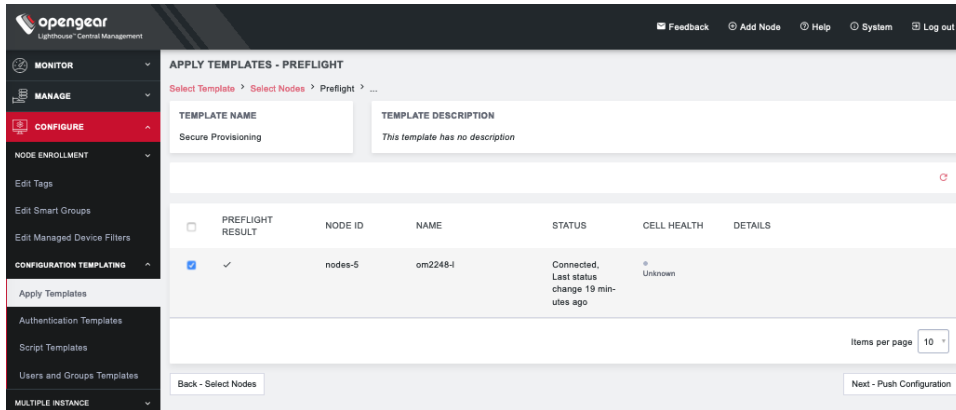 opengear
Lighthouse™ Central Management
Feedback
Add Node
Help
System
Log out
MONITOR
MANAGE
CONFIGURE
NODE ENROLLMENT
Edit Tags
Edit Smart Groups
Edit Managed Device Filters
CONFIGURATION TEMPLATING
Apply Templates
Authentication Templates
Script Templates
Users and Groups Templates
MULTIPLE INSTANCE
APPLY TEMPLATES - PREFLIGHT
Select Template > Select Nodes > Preflight > ...
TEMPLATE NAME
Secure Provisioning
TEMPLATE DESCRIPTION
This template has no description
PREFLIGHT
RESULT
NODE ID
NAME
STATUS
CELL HEALTH
DETAILS
nodes-5
om2248-l
Connected,
Last status
change 19 min-
utes ago
Unknown
Items per page
10
Back - Select Nodes
Next - Push Configuration